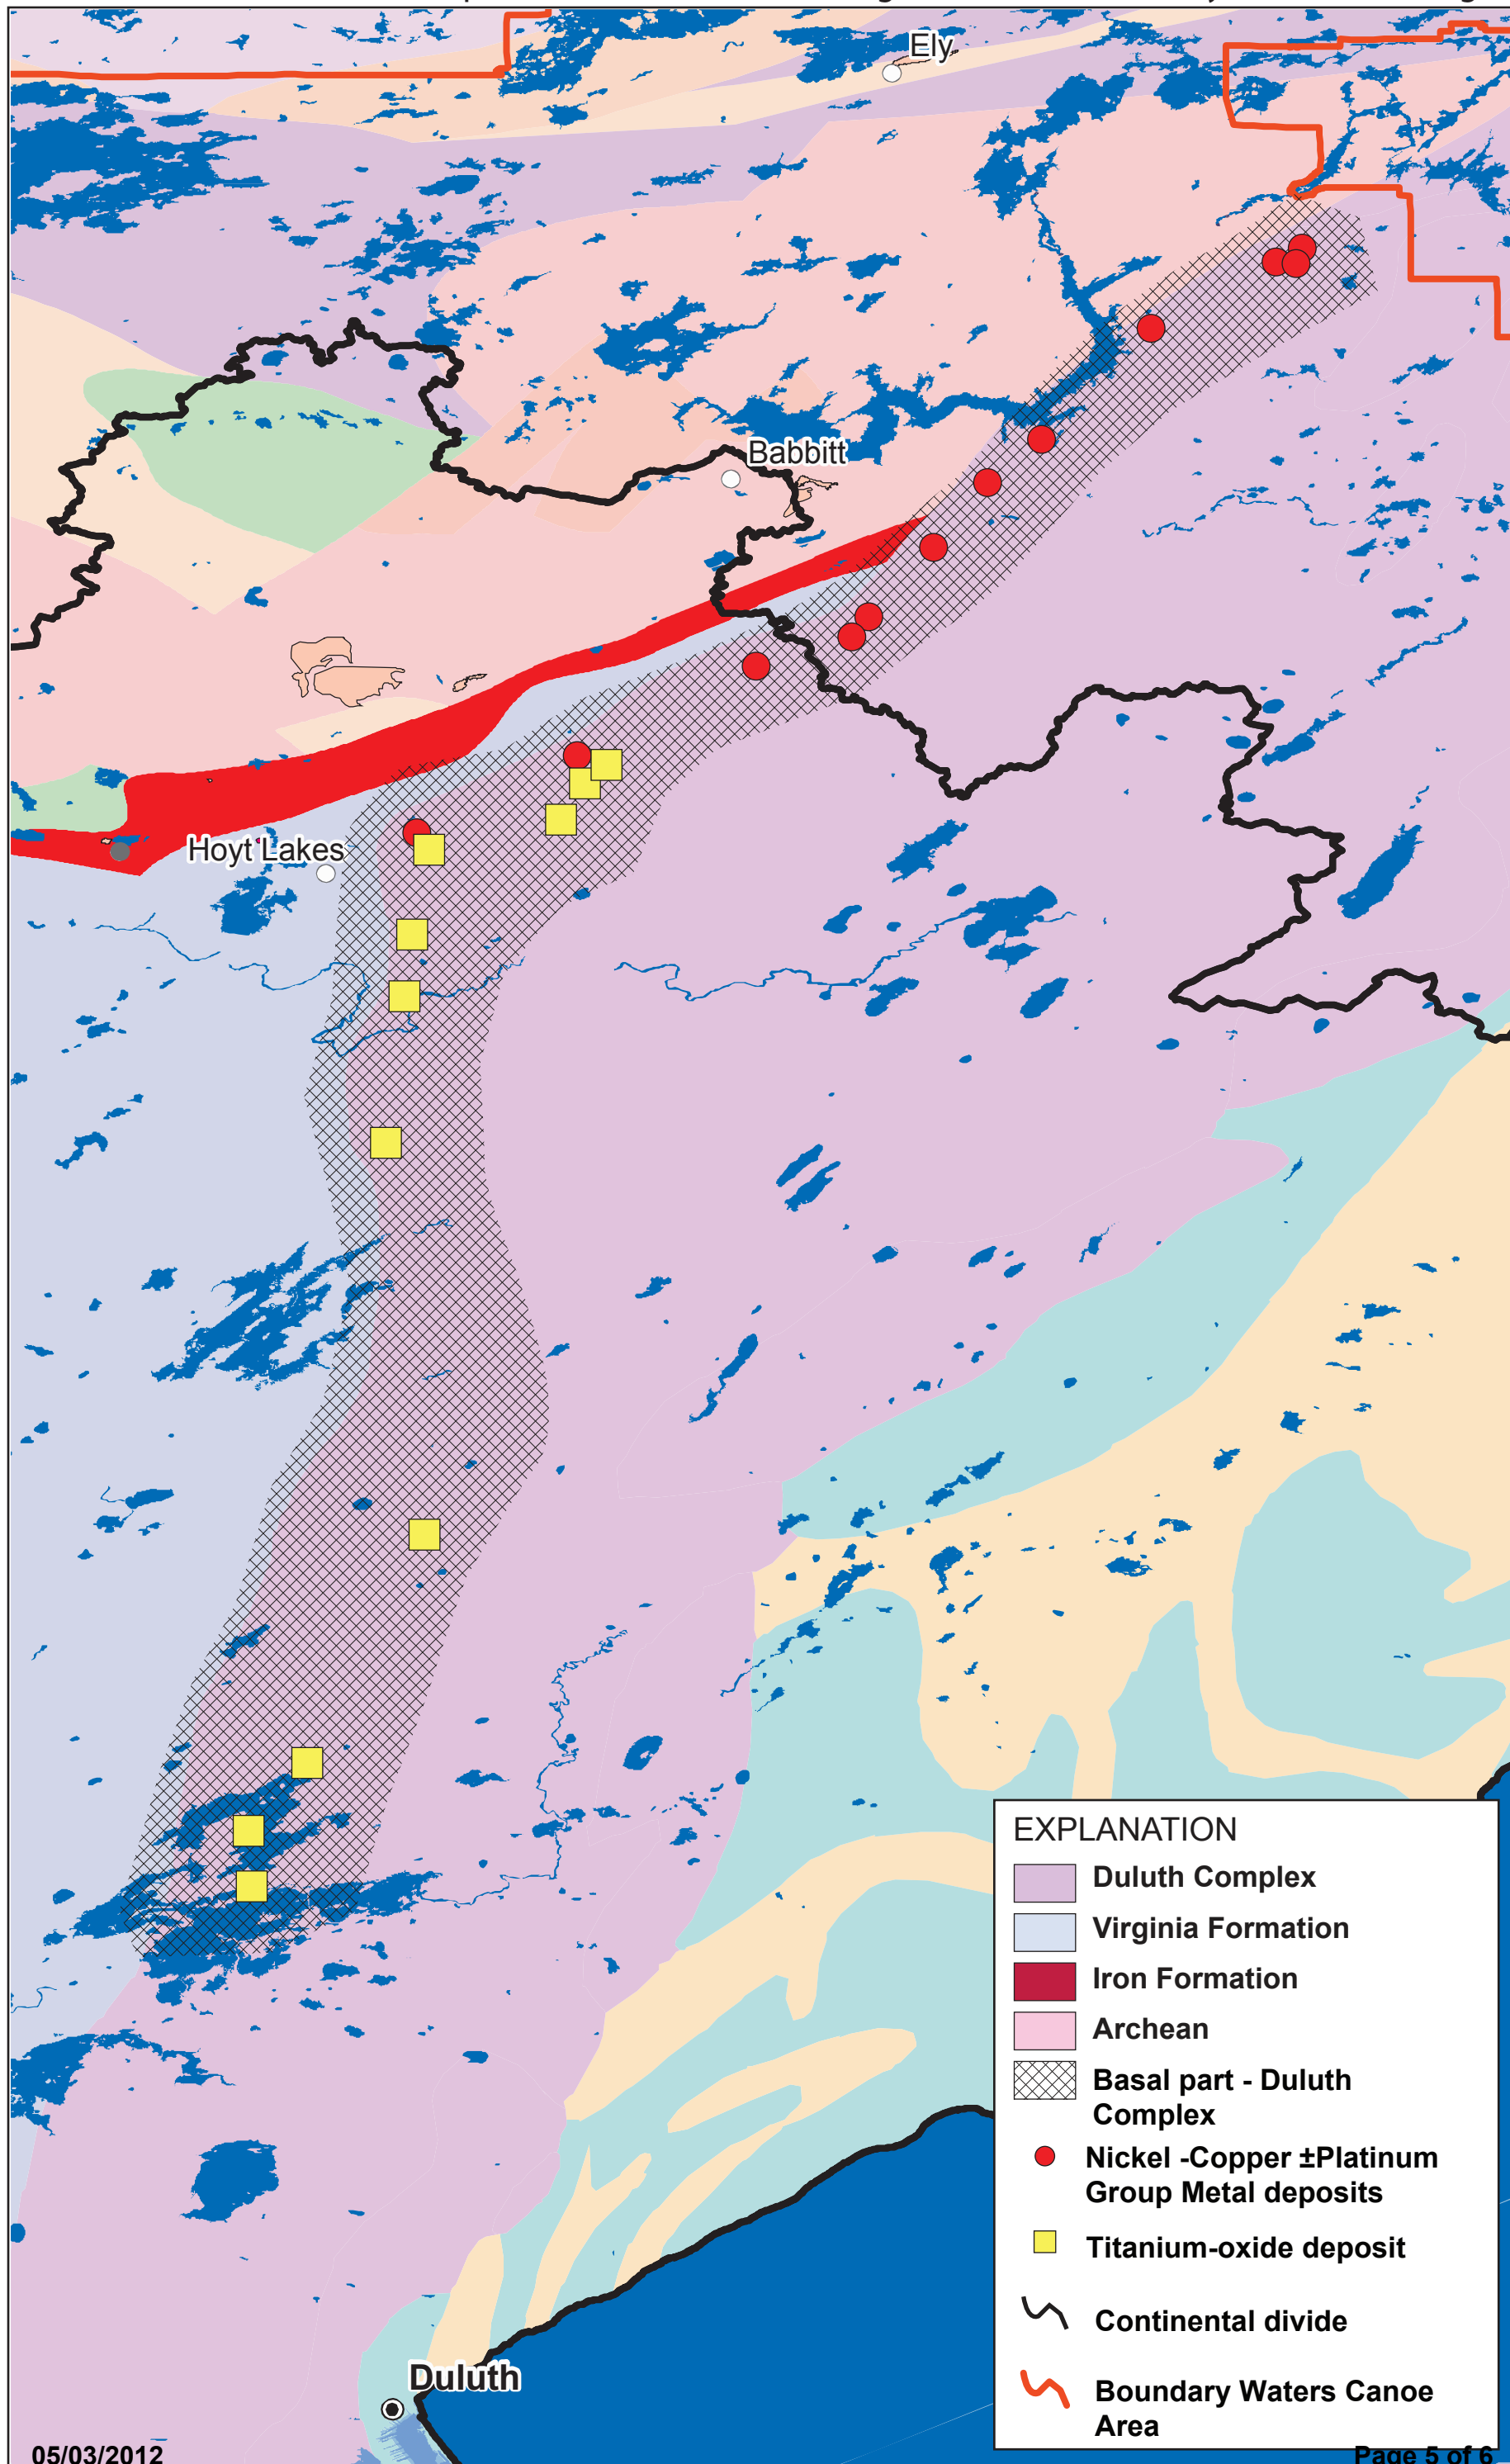 Ely
Babbitt
Hoyt Lakes
EXPLANATION
Duluth Complex
Virginia Formation
Iron Formation
Archean
Basal part - Duluth
Complex
Nickel -Copper ±Platinum
Group Metal deposits
Titanium-oxide deposit
Continental divide
Boundary Waters Canoe
Area
Duluth
05/03/2012
Page 5 of 6